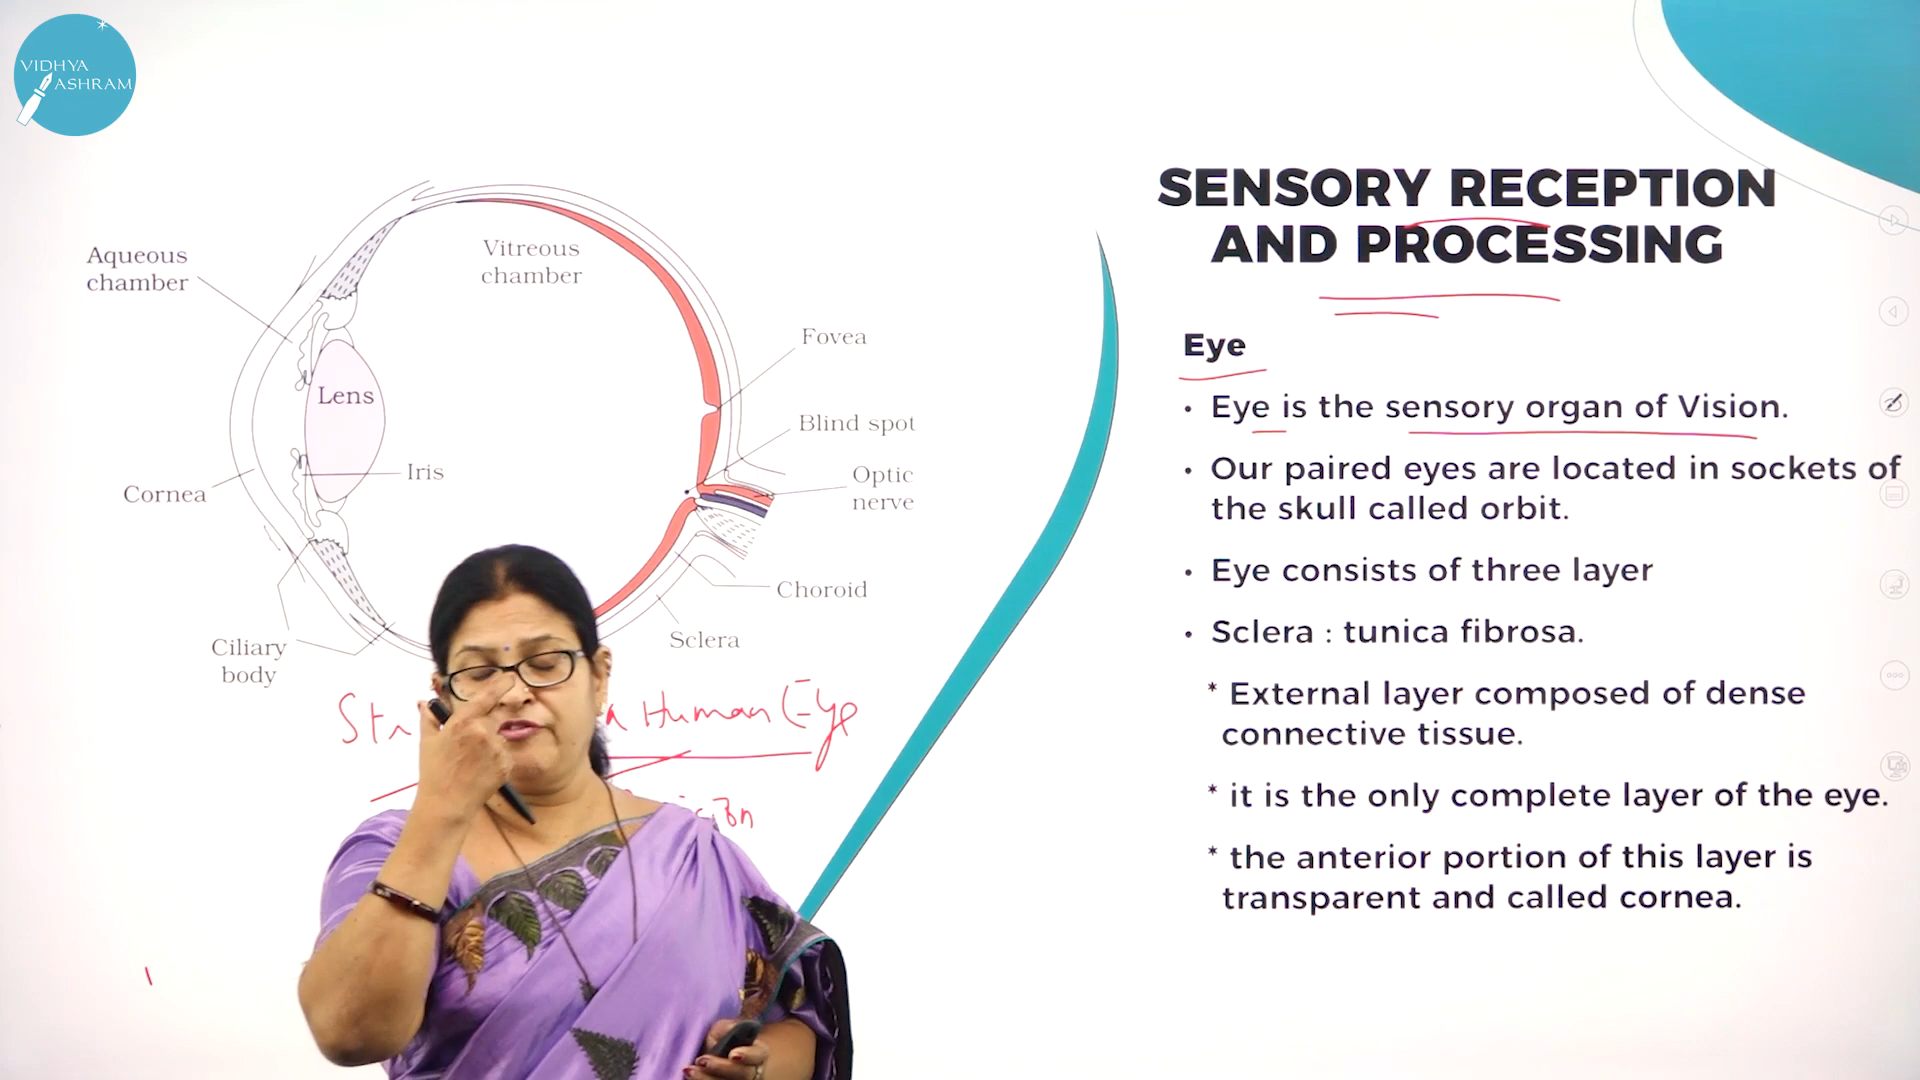 VIDHYA
ASHRAM
SENSORY RECEPTION
AND PROCESSING
Aqueous
chamber
Vitreous
chamber
Fovea
Lens
Blind spot
Iris
Optic
nerve
Cornea
Choroid
Sclera
Ciliary
body
Human Eye
Eye
• Eye is the sensory organ of Vision.
• Our paired eyes are located in sockets of
the skull called orbit.
• Eye consists of three layer
• Sclera : tunica fibrosa.
* External layer composed of dense
connective tissue.
* it is the only complete layer of the eye.
* the anterior portion of this layer is
transparent and called cornea.